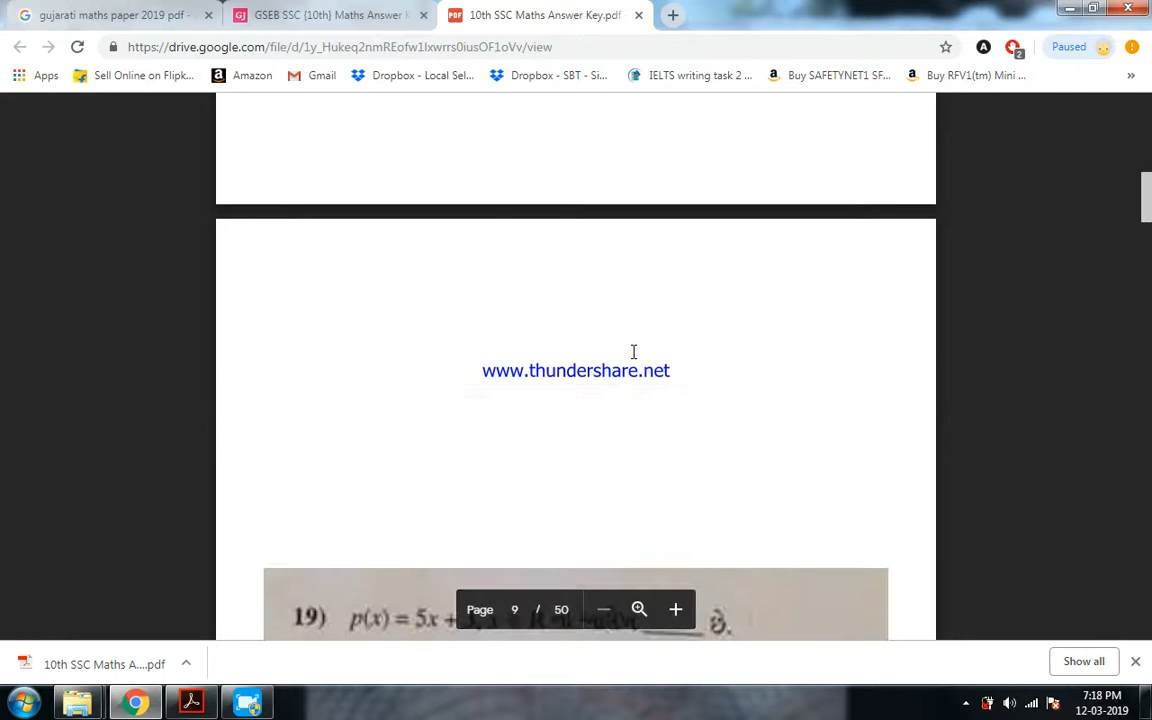 gujarati maths paper 2019 pdf -
GSEB SSC {10th} Maths Answer K
10th SSC Maths Answer Key.pdf
https://drive.google.com/file/d/1y_Hukeq2nmREofw1lxwrrs0iusOF1oVv/view
A
2
Paused
Apps
Sell Online on Flipk...
Amazon
Gmail
Dropbox - Local Sel...
Dropbox - SBT - Si...
IELTS writing task 2 ...
Buy SAFETYNET1 SF...
Buy RFV1(tm) Mini ...
www.thundershare.net
19) p(x) = 5x + છે.
Page 9 / 50
10th SSC Maths A....pdf
Show all
7:18 PM
12-03-2019